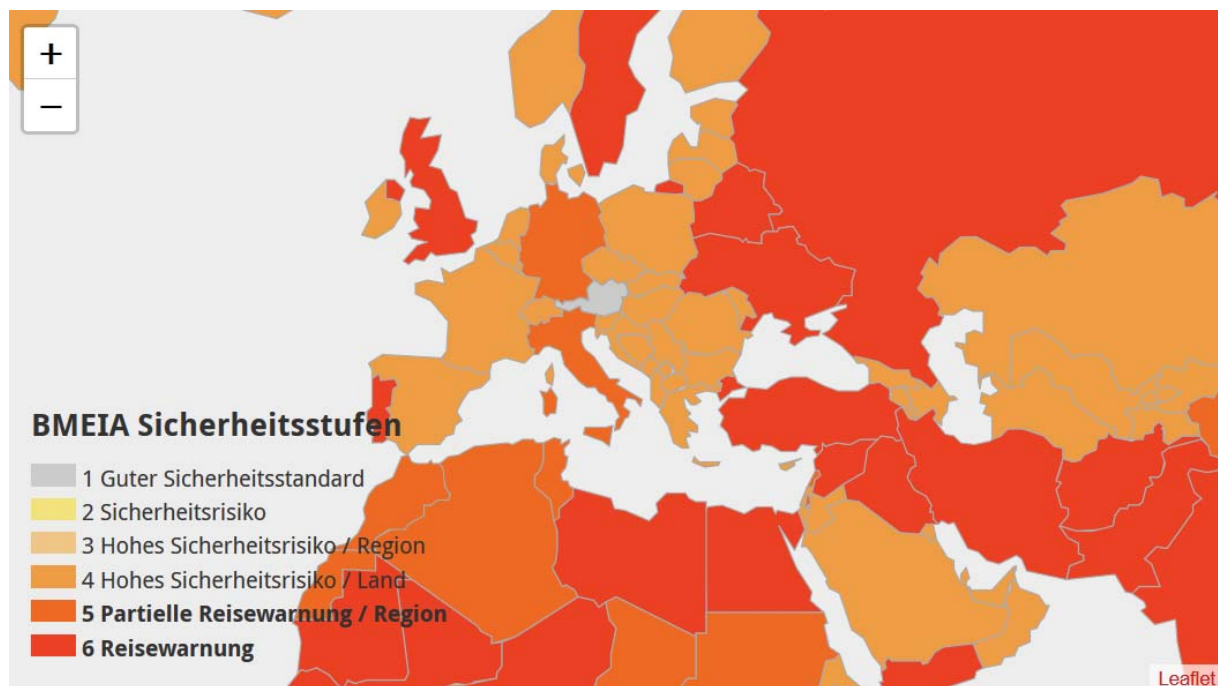 +
−
BMEIA Sicherheitsstufen
1 Guter Sicherheitsstandard
2 Sicherheitsrisiko
3 Hohes Sicherheitsrisiko / Region
4 Hohes Sicherheitsrisiko / Land
5 Partielle Reisewarnung / Region
6 Reisewarnung
Leaflet